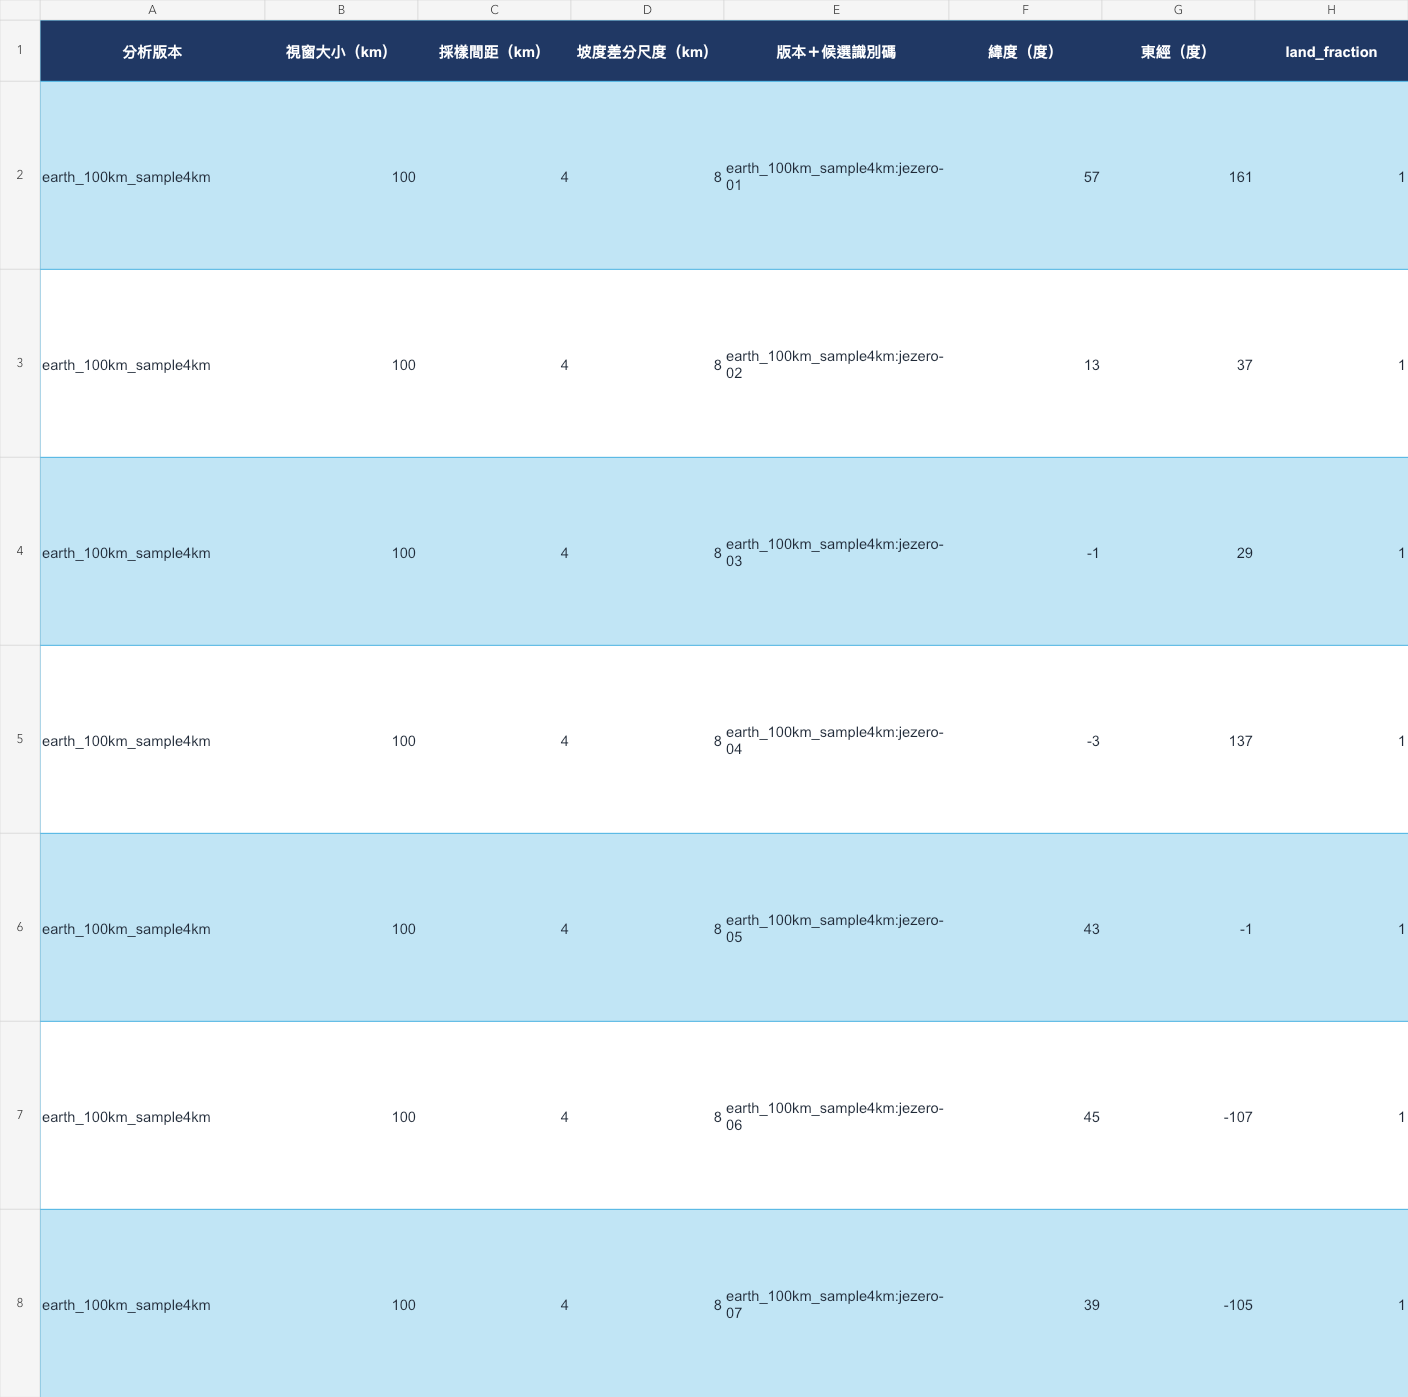 A B C D E F G H
1 分析版本 視窗大小（km） 採樣間距（km） 坡度差分尺度（km） 版本＋候選識別碼 緯度（度） 東經（度） land_fraction
2 earth_100km_sample4km 100 4 8 earth_100km_sample4km:jezero-
01 57 161 1
3 earth_100km_sample4km 100 4 8 earth_100km_sample4km:jezero-
02 13 37 1
4 earth_100km_sample4km 100 4 8 earth_100km_sample4km:jezero-
03 -1 29 1
5 earth_100km_sample4km 100 4 8 earth_100km_sample4km:jezero-
04 -3 137 1
6 earth_100km_sample4km 100 4 8 earth_100km_sample4km:jezero-
05 43 -1 1
7 earth_100km_sample4km 100 4 8 earth_100km_sample4km:jezero-
06 45 -107 1
8 earth_100km_sample4km 100 4 8 earth_100km_sample4km:jezero-
07 39 -105 1